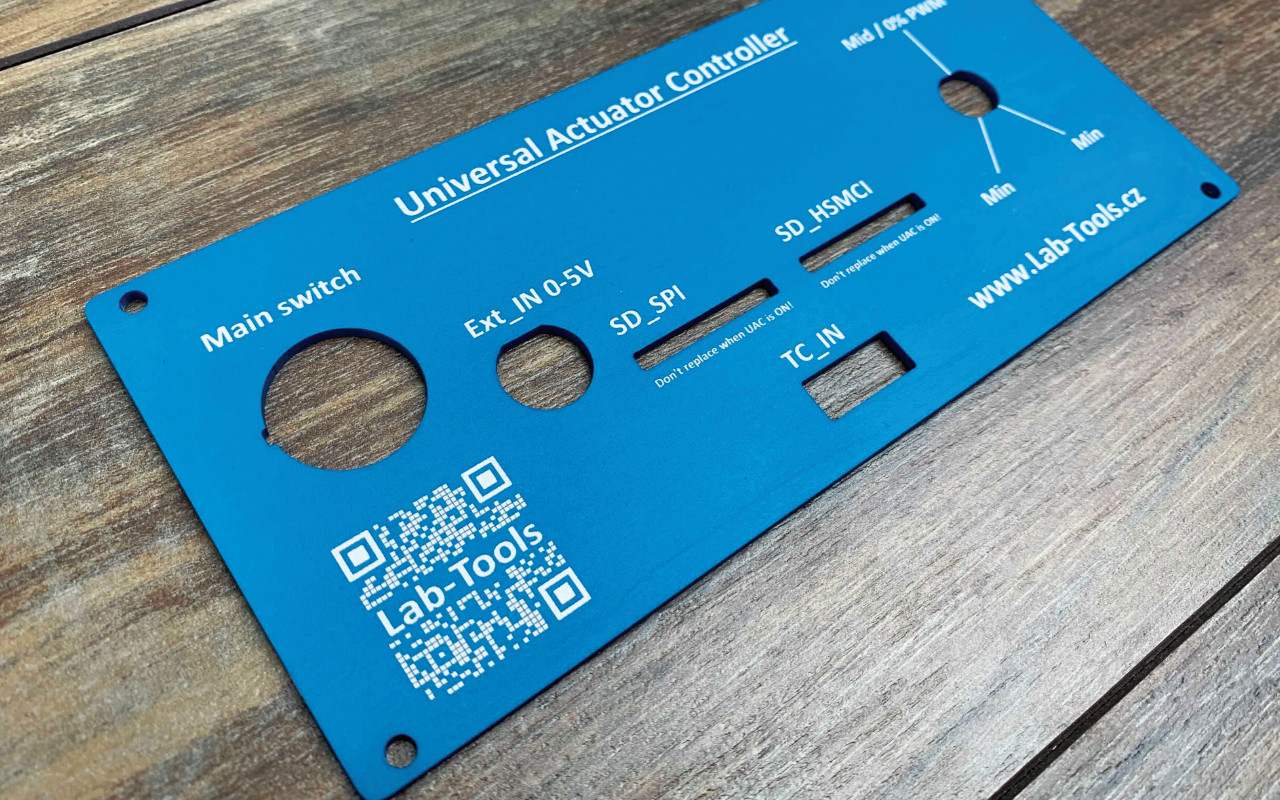 Universal Actuator Controller
Mid / 0% PWM
Min
Min
Main switch
Ext_IN 0-5V
SD_SPI
Don't replace when UAC is ON!
SD_HSMCI
Don't replace when UAC is ON!
TC_IN
www.Lab-Tools.cz
Lab-Tools